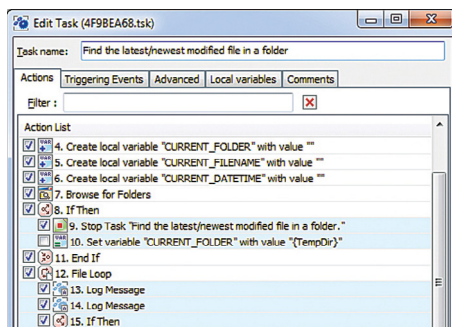 Edit Task (4F9BEA68.tsk)
Task name: Find the latest/newest modified file in a folder
Actions Triggering Events Advanced Local variables Comments
Filter :
Action List
VAR 4. Create local variable "CURRENT_FOLDER" with value ""
VAR 5. Create local variable "CURRENT_FILENAME" with value ""
VAR 6. Create local variable "CURRENT_DATETIME" with value ""
7. Browse for Folders
8. If Then
9. Stop Task "Find the latest/newest modified file in a folder."
VAR 10. Set variable "CURRENT_FOLDER" with value "{TempDir}"
11. End If
12. File Loop
13. Log Message
14. Log Message
15. If Then